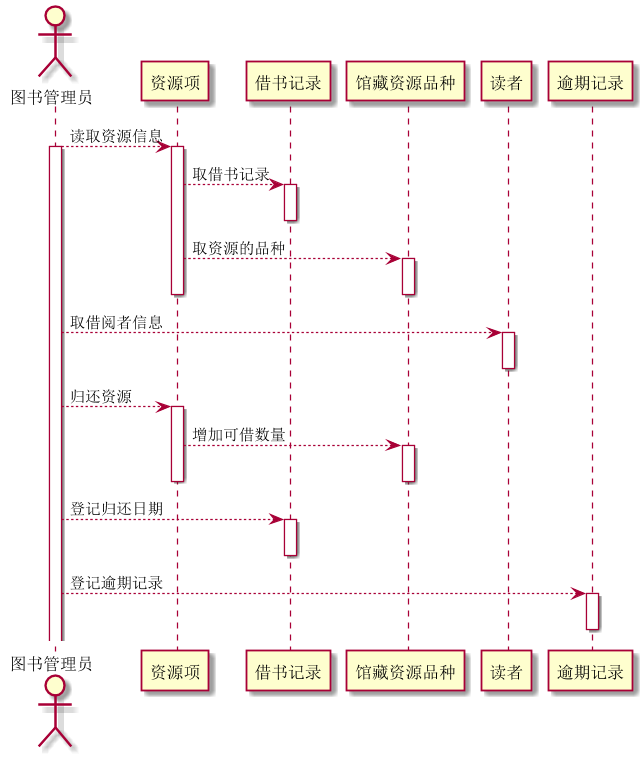 图书管理员
资源项
借书记录
馆藏资源品种
读者
逾期记录
读取资源信息
取借书记录
取资源的品种
取借阅者信息
归还资源
增加可借数量
登记归还日期
登记逾期记录
图书管理员
资源项
借书记录
馆藏资源品种
读者
逾期记录